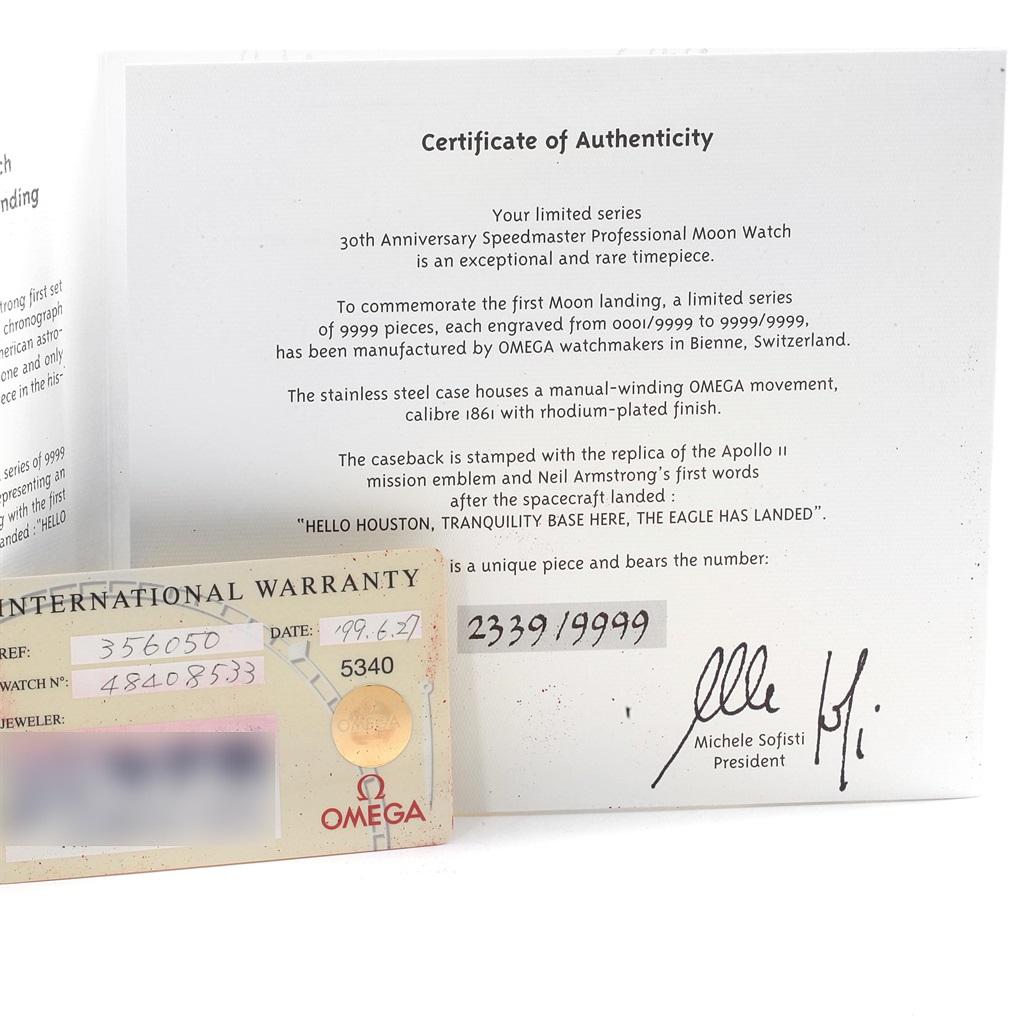 ch
nding
trong first set
chronograph
nerican astro-
one and only
ece in the his-
series of 9999
epresenting an
g with the first
anded : "HELLO
Certificate of Authenticity
Your limited series
30th Anniversary Speedmaster Professional Moon Watch
is an exceptional and rare timepiece.
To commemorate the first Moon landing, a limited series
of 9999 pieces, each engraved from 0001/9999 to 9999/9999,
has been manufactured by OMEGA watchmakers in Bienne, Switzerland.
The stainless steel case houses a manual-winding OMEGA movement,
calibre 1861 with rhodium-plated finish.
The caseback is stamped with the replica of the Apollo 11
mission emblem and Neil Armstrong's first words
after the spacecraft landed :
"HELLO HOUSTON, TRANQUILITY BASE HERE, THE EAGLE HAS LANDED".
is a unique piece and bears the number:
2339/9999
Michele Sofisti
President
INTERNATIONAL WARRANTY
REF: 356050 DATE: '99.6.27
WATCH Nº: 48408533 5340
JEWELER:
OMEGA
Ω
OMEGA